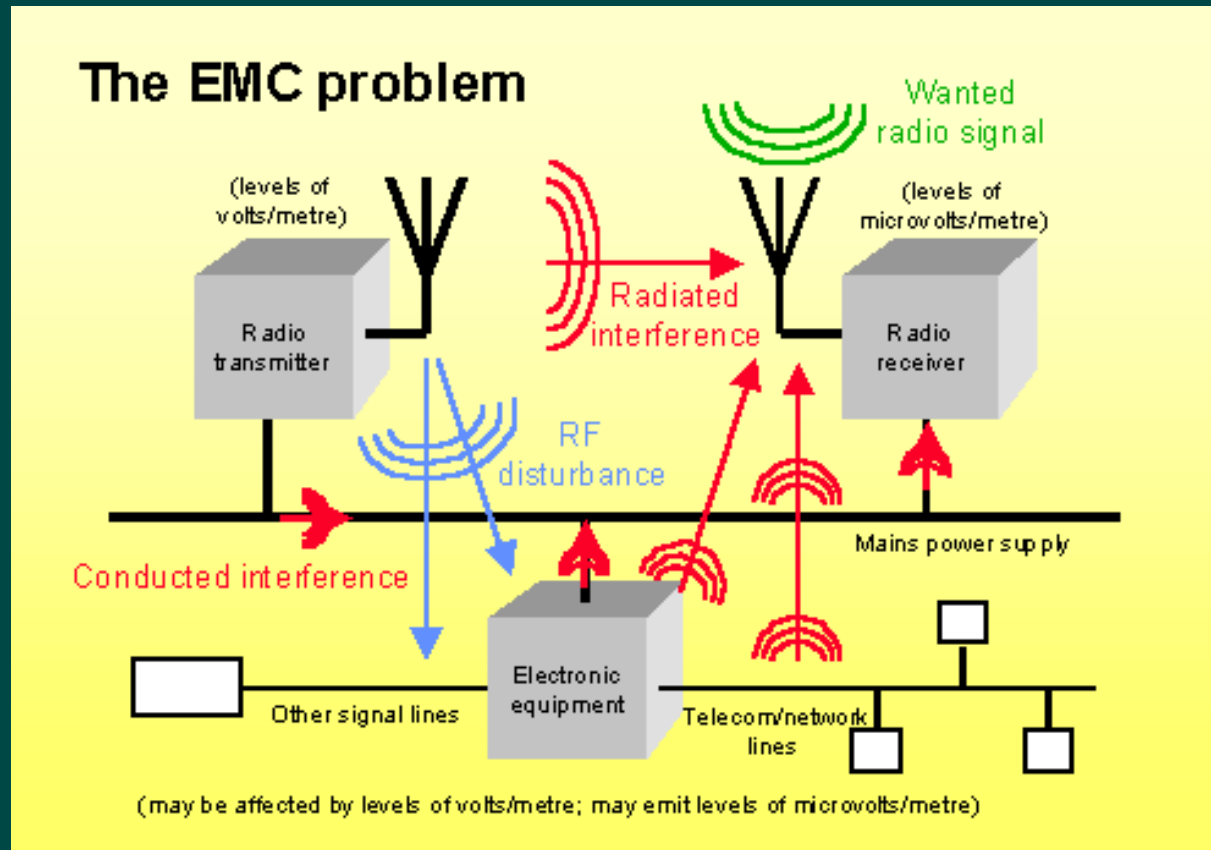 The EMC problem
Wanted
radio signal
(levels of
volts/metre)
(levels of
microvolts/metre)
Radiated
interference
Radio
transmitter
Radio
receiver
RF
disturbance
Mains power supply
Conducted interference
Electronic
equipment
Other signal lines
Telecom/network
lines
(may be affected by levels of volts/metre; may emit levels of microvolts/metre)